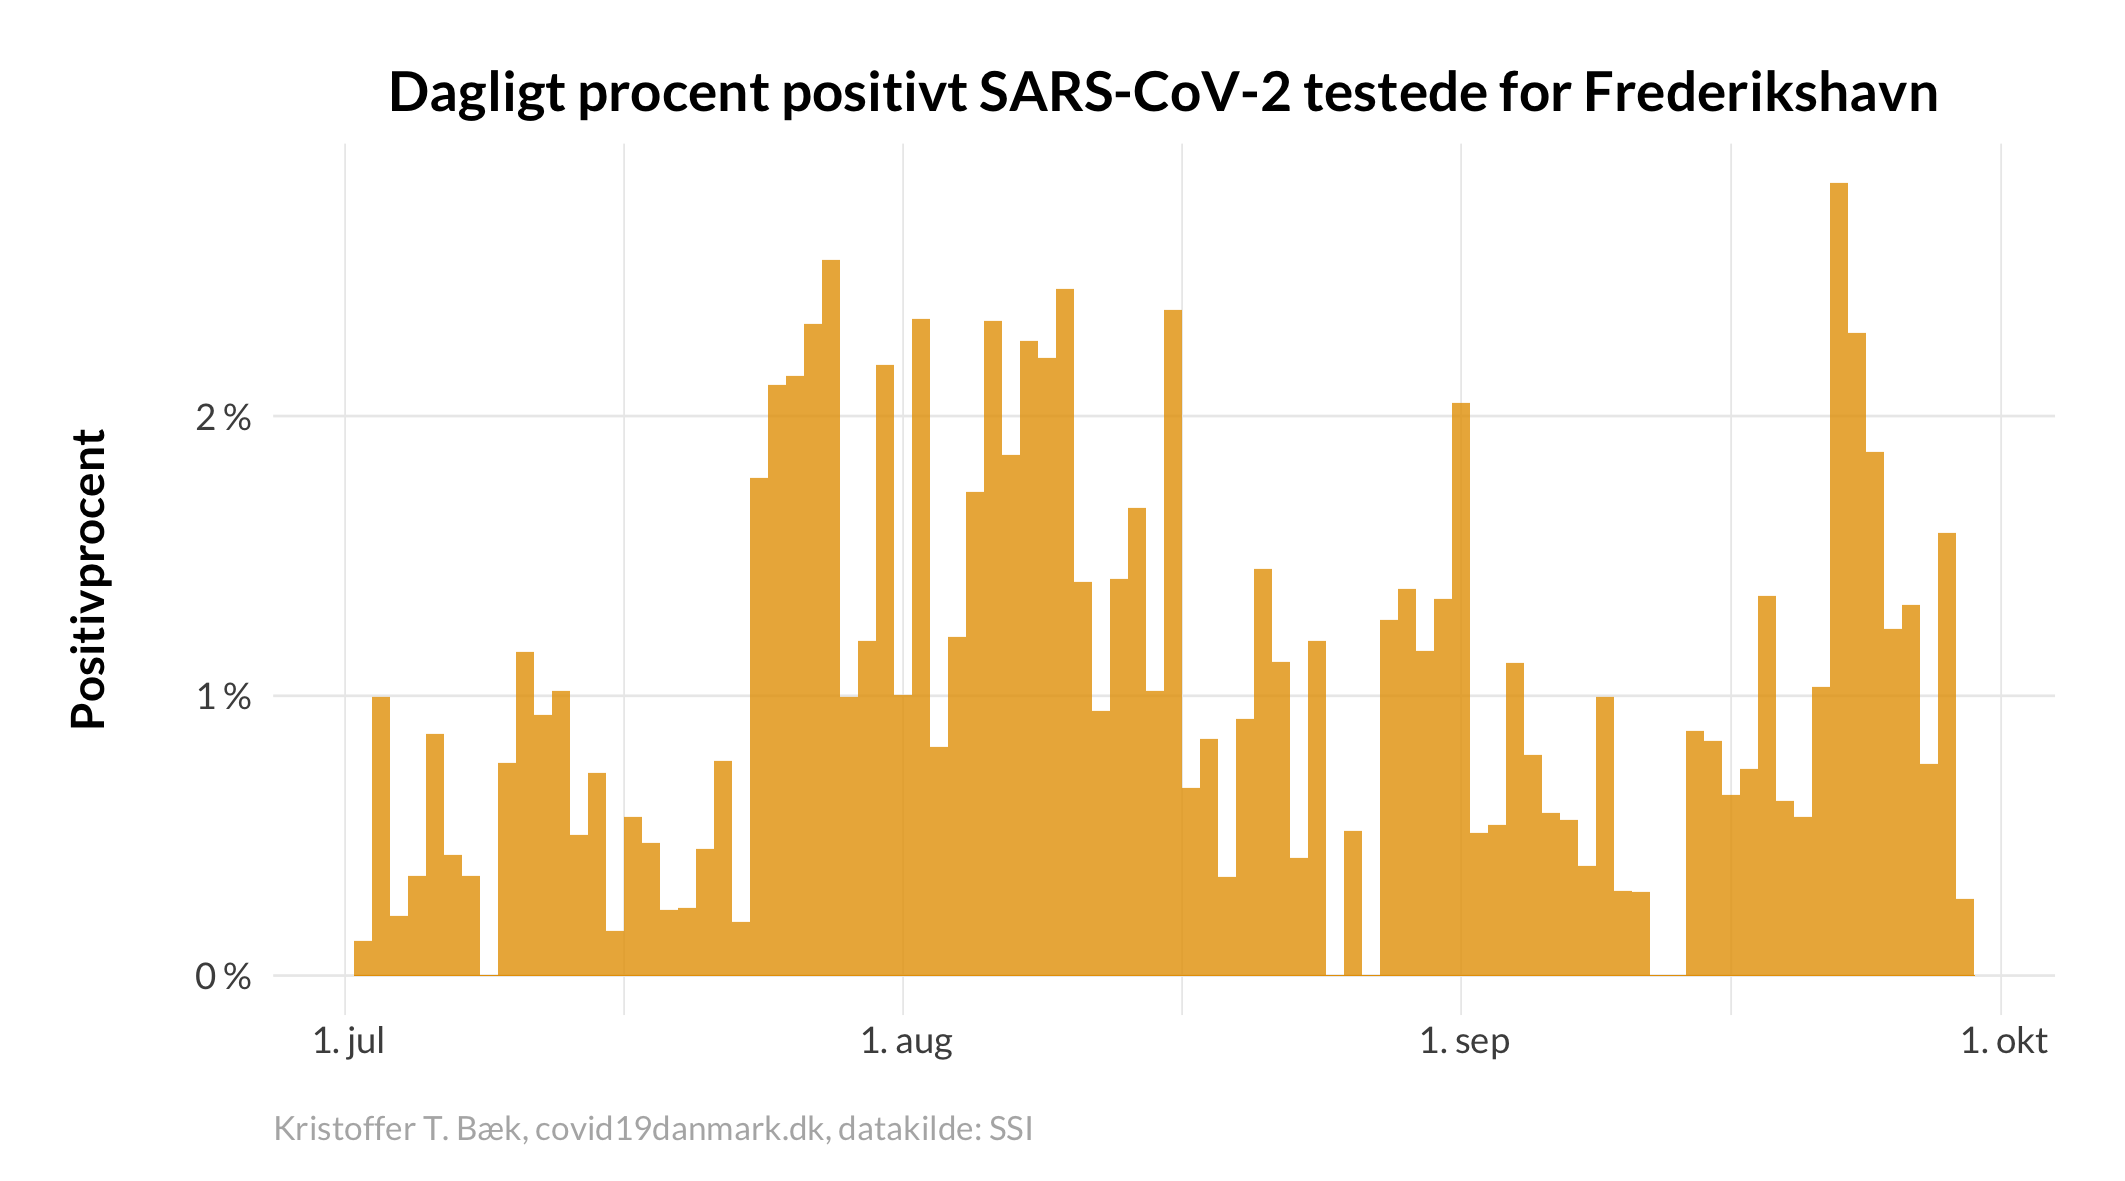 Dagligt procent positivt SARS-CoV-2 testede for Frederikshavn
Positivprocent
2 %
1 %
0 %
1. jul
1. aug
1. sep
1. okt
Kristoffer T. Bæk, covid19danmark.dk, datakilde: SSI